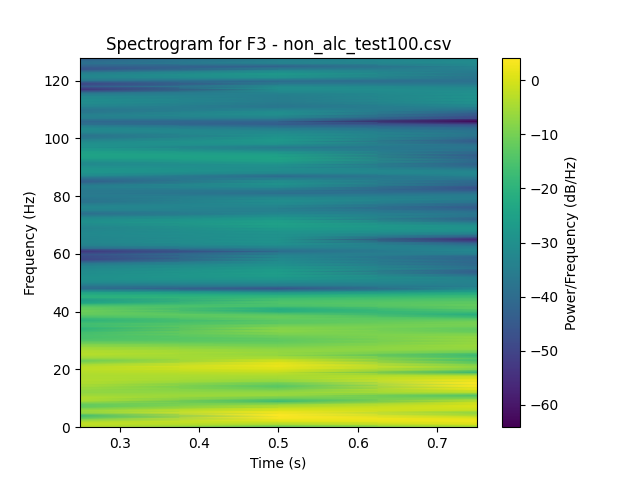 Spectrogram for F3 - non_alc_test100.csv
120
100
80
60
40
20
0
Frequency (Hz)
0.3 0.4 0.5 0.6 0.7
Time (s)
0
−10
−20
−30
−40
−50
−60
Power/Frequency (dB/Hz)